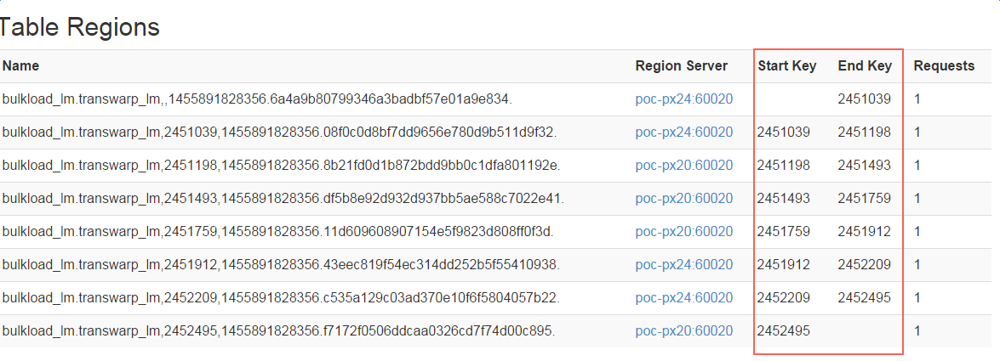 Table Regions
Name Region Server Start Key End Key Requests
bulkload_lm.transwarp_lm,,1455891828356.6a4a9b80799346a3badbf57e01a9e834. poc-px24:60020 2451039 1
bulkload_lm.transwarp_lm,2451039,1455891828356.08f0c0d8bf7dd9656e780d9b511d9f32. poc-px24:60020 2451039 2451198 1
bulkload_lm.transwarp_lm,2451198,1455891828356.8b21fd0d1b872bdd9bb0c1dfa801192e. poc-px20:60020 2451198 2451493 1
bulkload_lm.transwarp_lm,2451493,1455891828356.df5b8e92d932d937bb5ae588c7022e41. poc-px20:60020 2451493 2451759 1
bulkload_lm.transwarp_lm,2451759,1455891828356.11d609608907154e5f9823d808ff0f3d. poc-px20:60020 2451759 2451912 1
bulkload_lm.transwarp_lm,2451912,1455891828356.43eec819f54ec314dd252b5f55410938. poc-px24:60020 2451912 2452209 1
bulkload_lm.transwarp_lm,2452209,1455891828356.c535a129c03ad370e10f6f5804057b22. poc-px24:60020 2452209 2452495 1
bulkload_lm.transwarp_lm,2452495,1455891828356.f7172f0506ddcaa0326cd7f74d00c895. poc-px20:60020 2452495 1